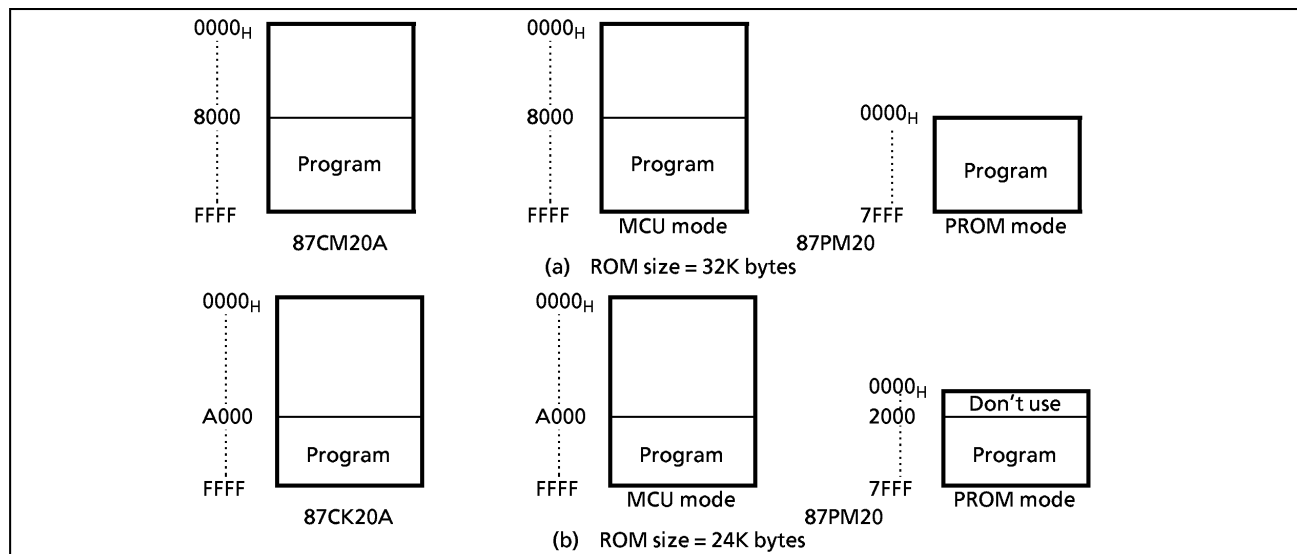 0000H 0000H
8000 8000 0000H
Program Program Program
FFFF FFFF 7FFF
MCU mode PROM mode
87CM20A 87PM20
(a) ROM size = 32K bytes
0000H 0000H
0000H
Don't use
A000 A000 2000
Program Program Program
FFFF FFFF 7FFF
MCU mode PROM mode
87CK20A 87PM20
(b) ROM size = 24K bytes